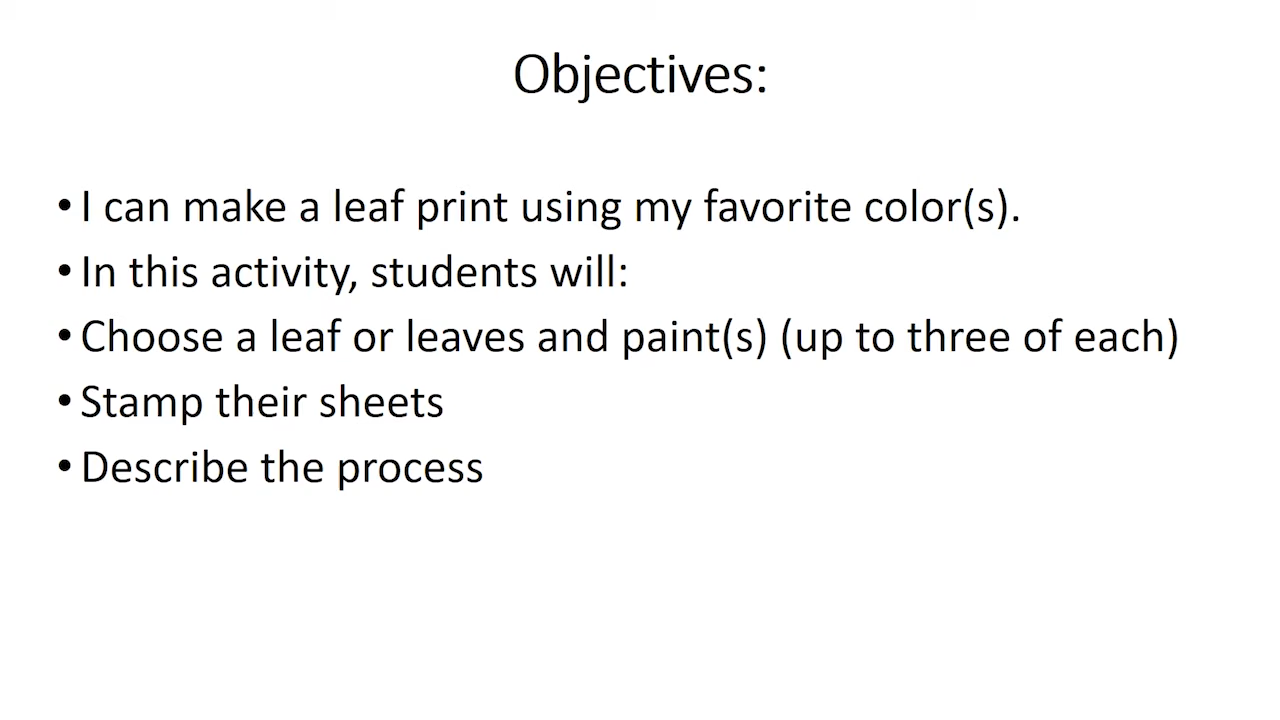 Objectives:
• I can make a leaf print using my favorite color(s).
• In this activity, students will:
• Choose a leaf or leaves and paint(s) (up to three of each)
• Stamp their sheets
• Describe the process